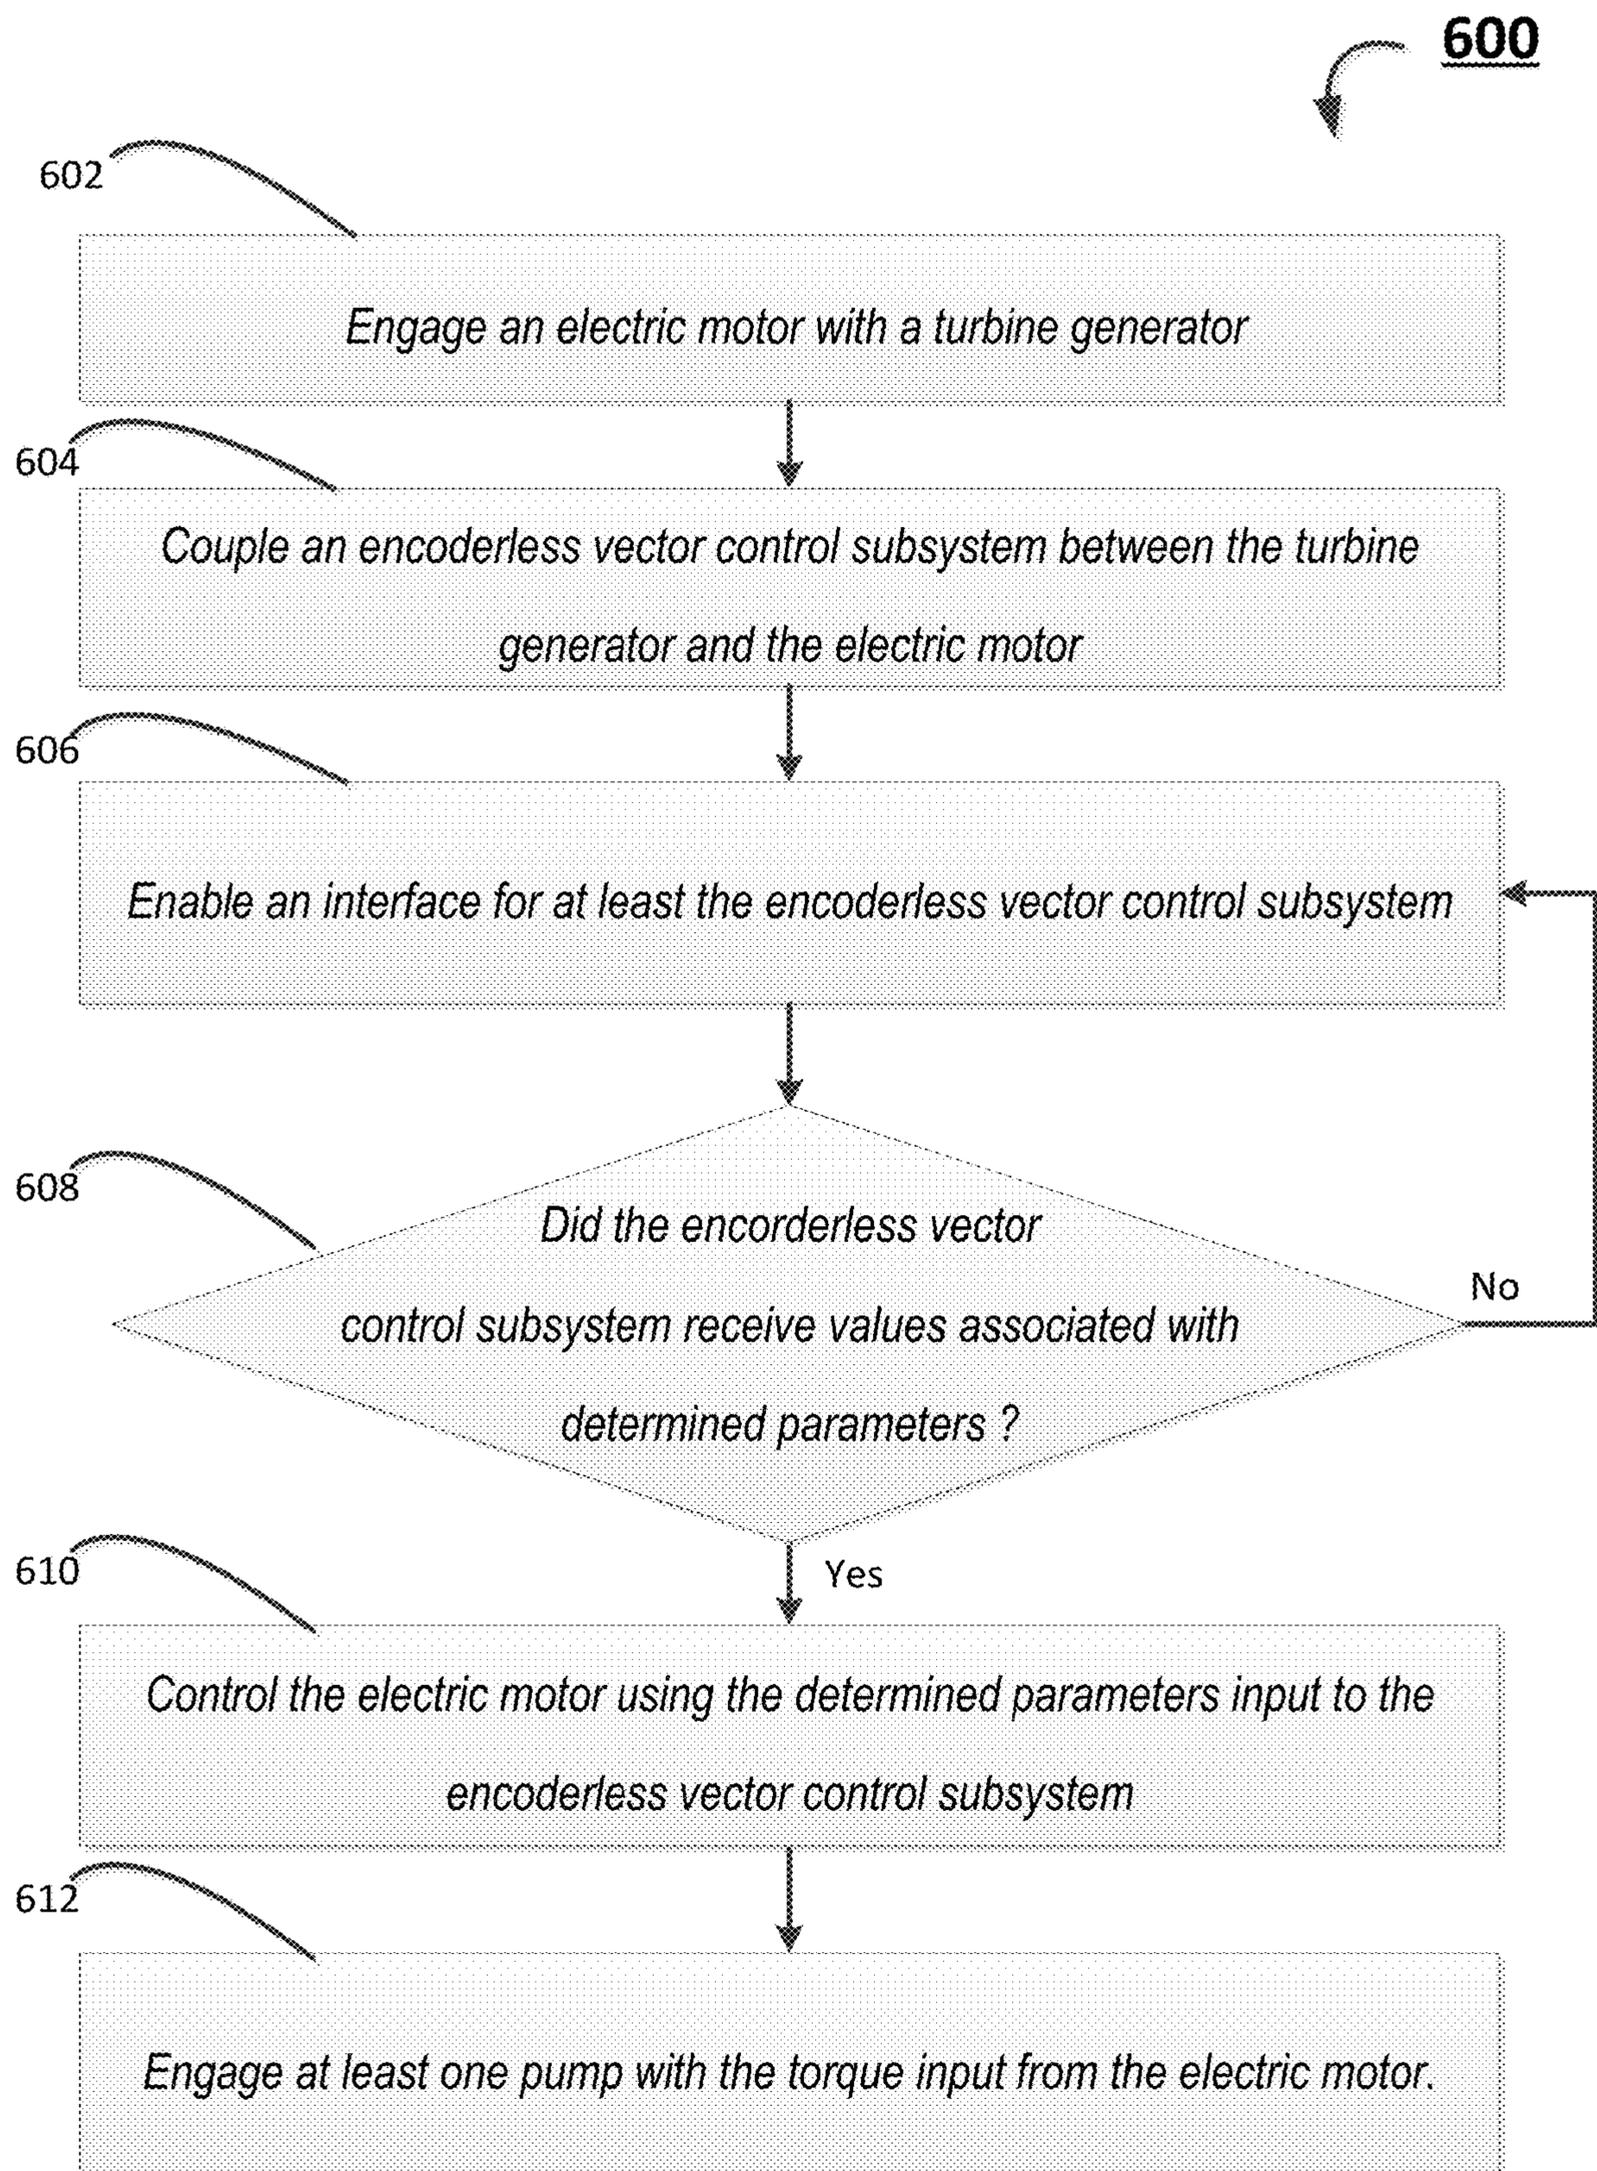 600
602
Engage an electric motor with a turbine generator
604
Couple an encoderless vector control subsystem between the turbine
generator and the electric motor
606
Enable an interface for at least the encoderless vector control subsystem
608
Did the encorderless vector
control subsystem receive values associated with
determined parameters ?
No
Yes
610
Control the electric motor using the determined parameters input to the
encoderless vector control subsystem
612
Engage at least one pump with the torque input from the electric motor.